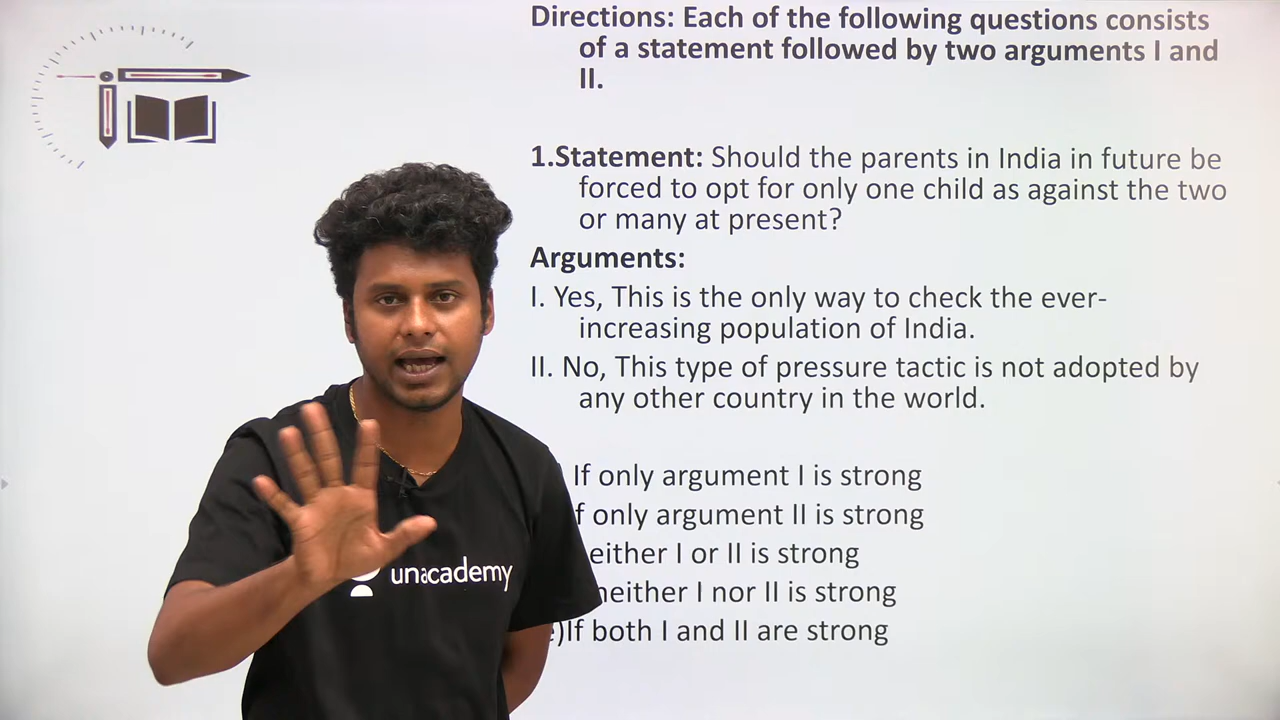 Directions: Each of the following questions consists
of a statement followed by two arguments I and
II.
1.Statement: Should the parents in India in future be
forced to opt for only one child as against the two
or many at present?
Arguments:
I. Yes, This is the only way to check the ever-
increasing population of India.
II. No, This type of pressure tactic is not adopted by
any other country in the world.
If only argument I is strong
f only argument II is strong
either I or II is strong
neither I nor II is strong
e)If both I and II are strong
unacademy